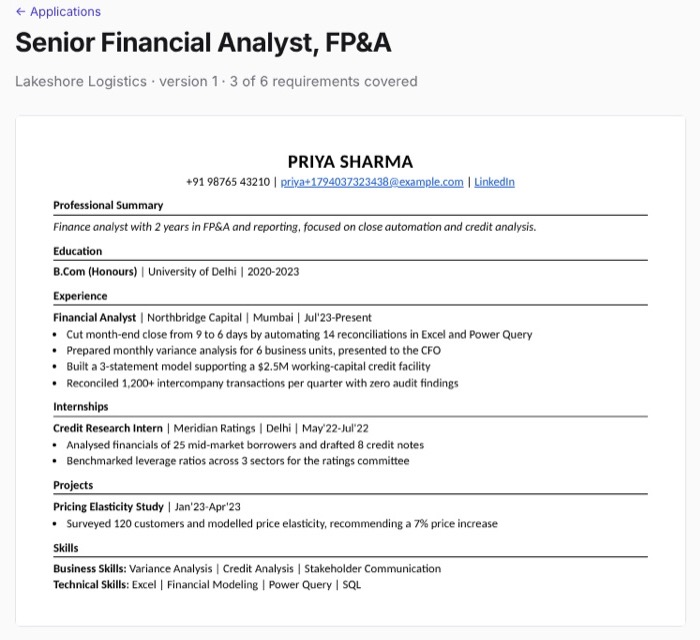 ← Applications
Senior Financial Analyst, FP&A
Lakeshore Logistics · version 1 · 3 of 6 requirements covered
PRIYA SHARMA
+91 98765 43210 | priya+1794037323438@example.com | LinkedIn
Professional Summary
Finance analyst with 2 years in FP&A and reporting, focused on close automation and credit analysis.
Education
B.Com (Honours) | University of Delhi | 2020-2023
Experience
Financial Analyst | Northbridge Capital | Mumbai | Jul'23-Present
• Cut month-end close from 9 to 6 days by automating 14 reconciliations in Excel and Power Query
• Prepared monthly variance analysis for 6 business units, presented to the CFO
• Built a 3-statement model supporting a $2.5M working-capital credit facility
• Reconciled 1,200+ intercompany transactions per quarter with zero audit findings
Internships
Credit Research Intern | Meridian Ratings | Delhi | May'22-Jul'22
• Analysed financials of 25 mid-market borrowers and drafted 8 credit notes
• Benchmarked leverage ratios across 3 sectors for the ratings committee
Projects
Pricing Elasticity Study | Jan'23-Apr'23
• Surveyed 120 customers and modelled price elasticity, recommending a 7% price increase
Skills
Business Skills: Variance Analysis | Credit Analysis | Stakeholder Communication
Technical Skills: Excel | Financial Modeling | Power Query | SQL